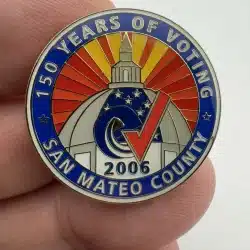 150 YEARS OF VOTING
2006
SAN MATEO COUNTY